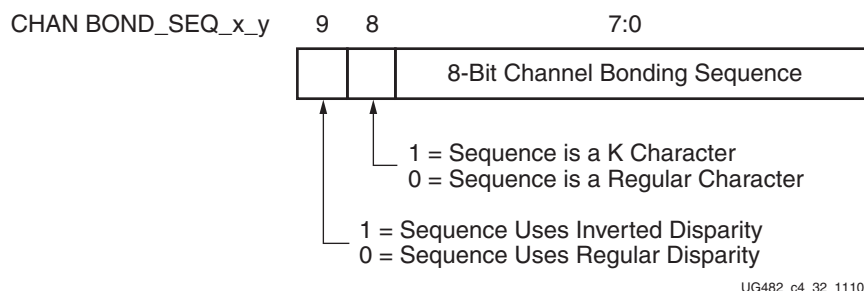 CHAN BOND_SEQ_x_y 9 8 7:0
8-Bit Channel Bonding Sequence
1 = Sequence is a K Character
0 = Sequence is a Regular Character
1 = Sequence Uses Inverted Disparity
0 = Sequence Uses Regular Disparity
UG482_c4_32_1110